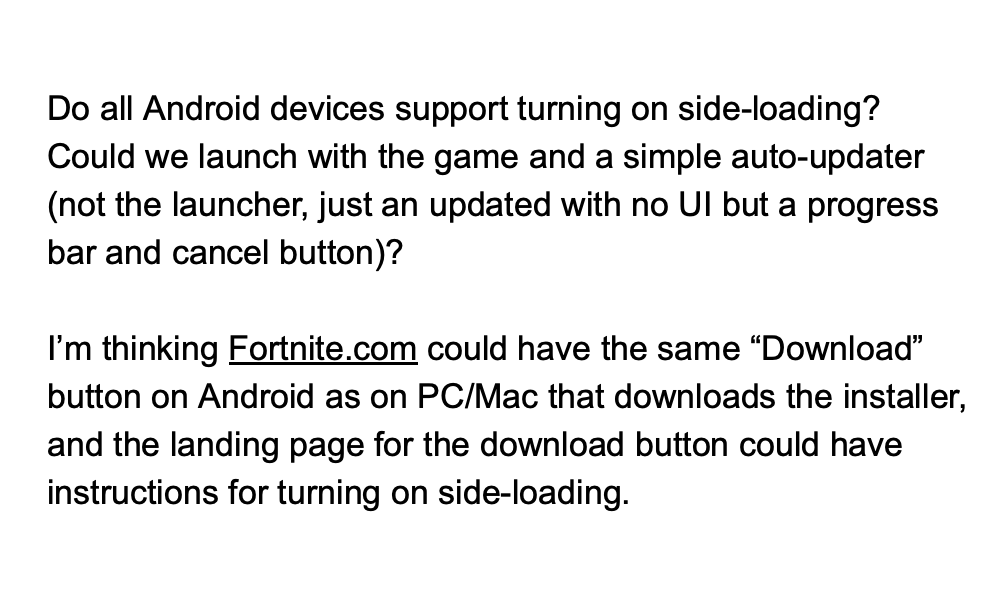 Do all Android devices support turning on side-loading?
Could we launch with the game and a simple auto-updater
(not the launcher, just an updated with no UI but a progress
bar and cancel button)?
I’m thinking Fortnite.com could have the same “Download”
button on Android as on PC/Mac that downloads the installer,
and the landing page for the download button could have
instructions for turning on side-loading.